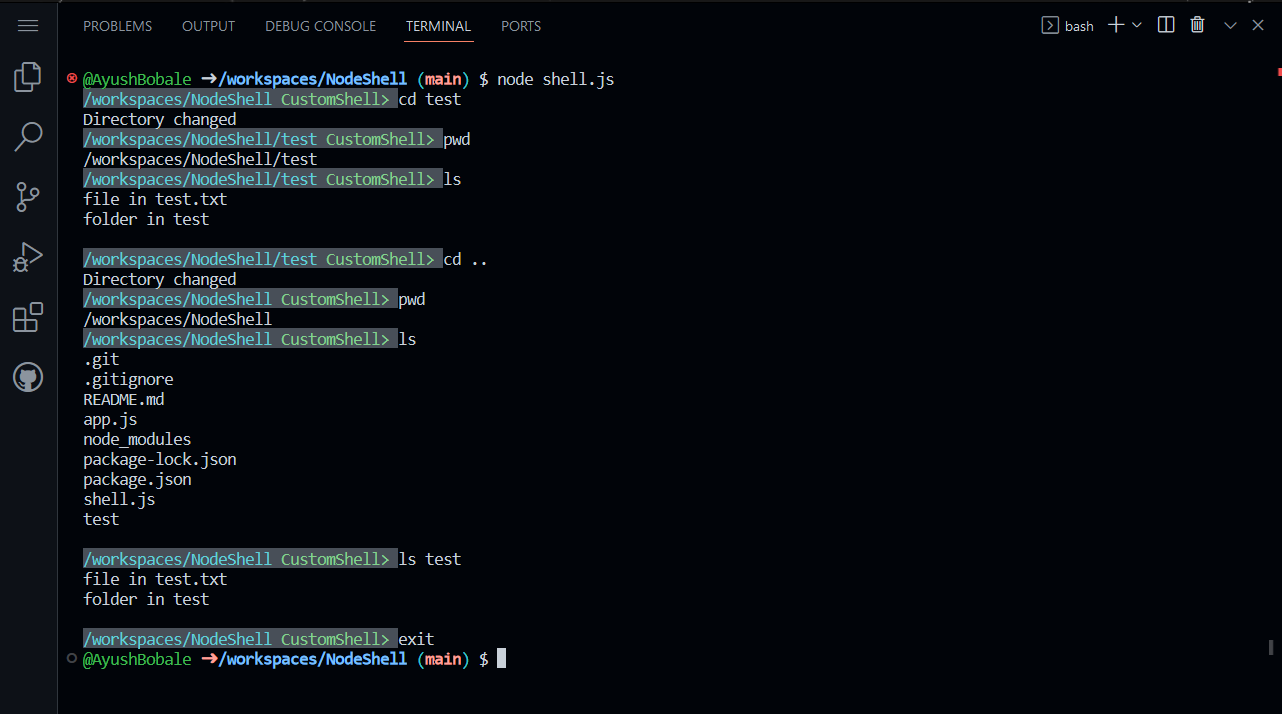 PROBLEMS OUTPUT DEBUG CONSOLE TERMINAL PORTS bash
@AyushBobale ➜/workspaces/NodeShell (main) $ node shell.js
/workspaces/NodeShell CustomShell> cd test
Directory changed
/workspaces/NodeShell/test CustomShell> pwd
/workspaces/NodeShell/test
/workspaces/NodeShell/test CustomShell> ls
file in test.txt
folder in test
/workspaces/NodeShell/test CustomShell> cd ..
Directory changed
/workspaces/NodeShell CustomShell> pwd
/workspaces/NodeShell
/workspaces/NodeShell CustomShell> ls
.git
.gitignore
README.md
app.js
node_modules
package-lock.json
package.json
shell.js
test
/workspaces/NodeShell CustomShell> ls test
file in test.txt
folder in test
/workspaces/NodeShell CustomShell> exit
@AyushBobale ➜/workspaces/NodeShell (main) $